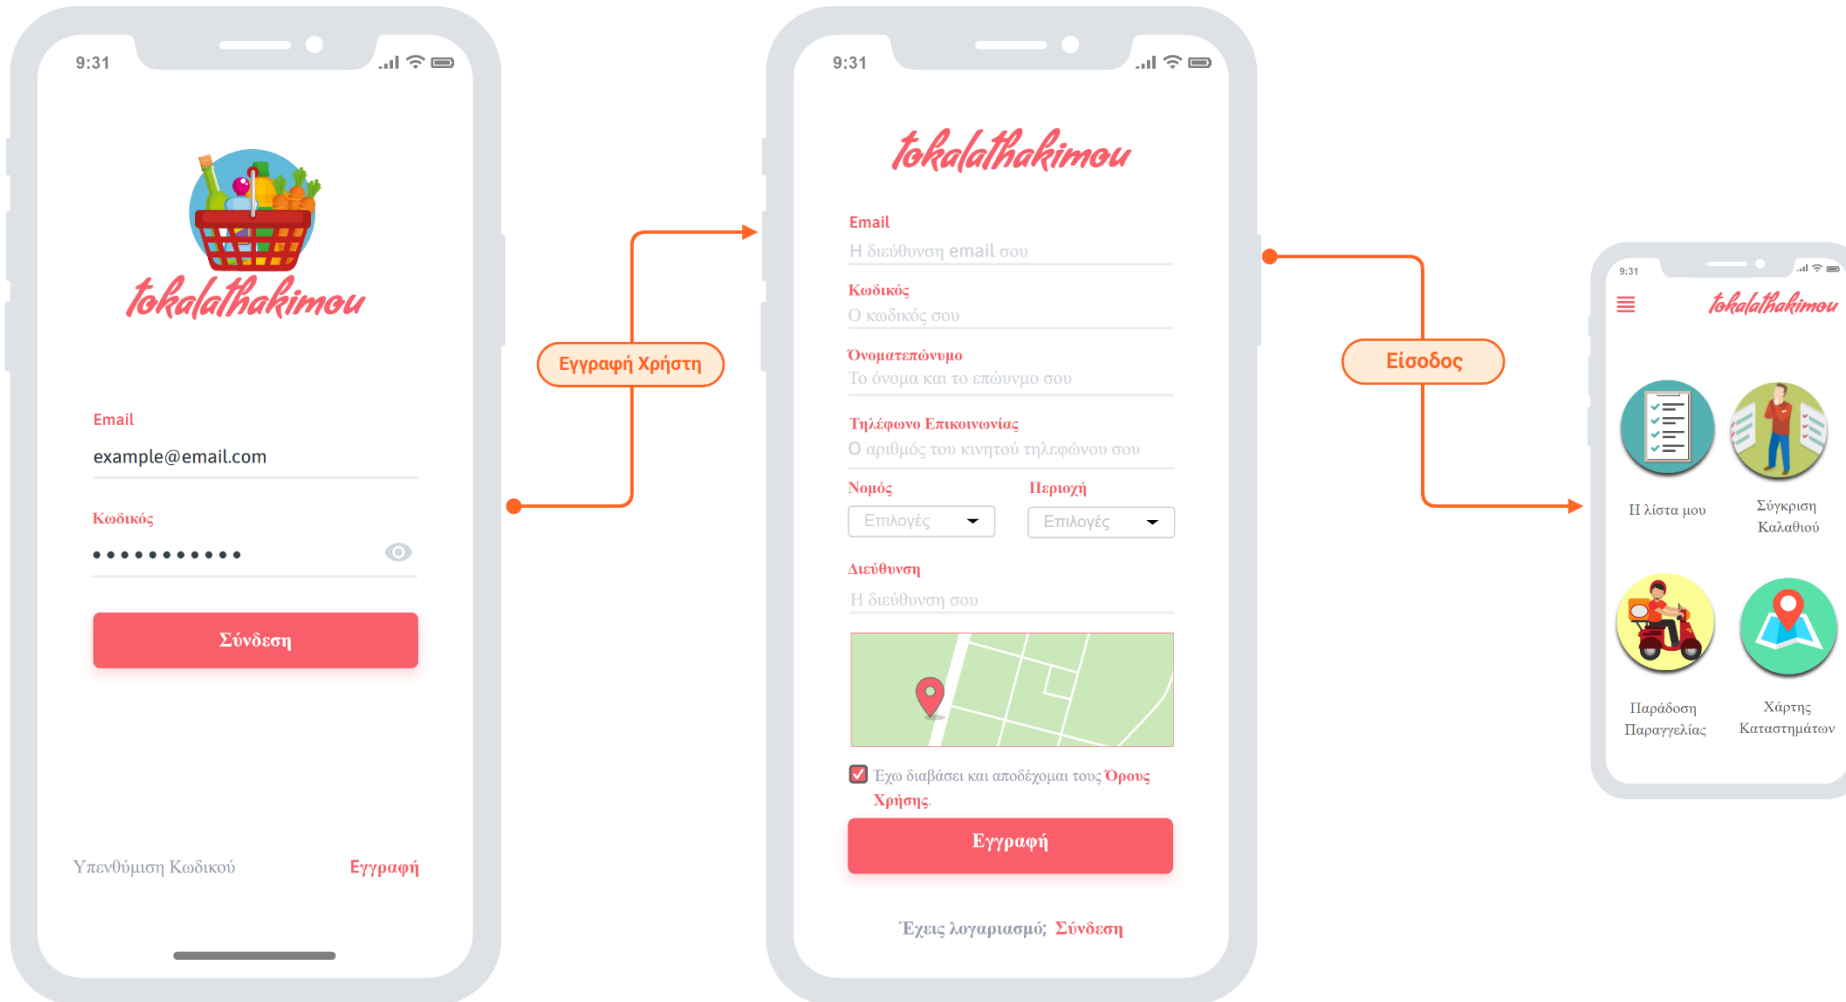 9:31
tokalathakimou
Email
example@email.com
Κωδικός
Σύνδεση
Υπενθύμιση Κωδικού
Εγγραφή
Εγγραφή Χρήστη
9:31
tokalathakimou
Email
Η διεύθυνση email σου
Κωδικός
Ο κωδικός σου
Όνοματεπώνυμο
Το όνομα και το επώυνμο σου
Τηλέφωνο Επικοινωνίας
Ο αριθμός του κινητού τηλεφώνου σου
Νομός
Περιοχή
Επιλογές
Επιλογές
Διεύθυνση
Η διεύθυνση σου
Έχω διαβάσει και αποδέχομαι τους Όρους
Χρήσης.
Εγγραφή
Έχεις λογαριασμό; Σύνδεση
Είσοδος
9:31
tokalathakimou
Η λίστα μου
Σύγκριση
Καλαθιού
Παράδοση
Παραγγελίας
Χάρτης
Καταστημάτων